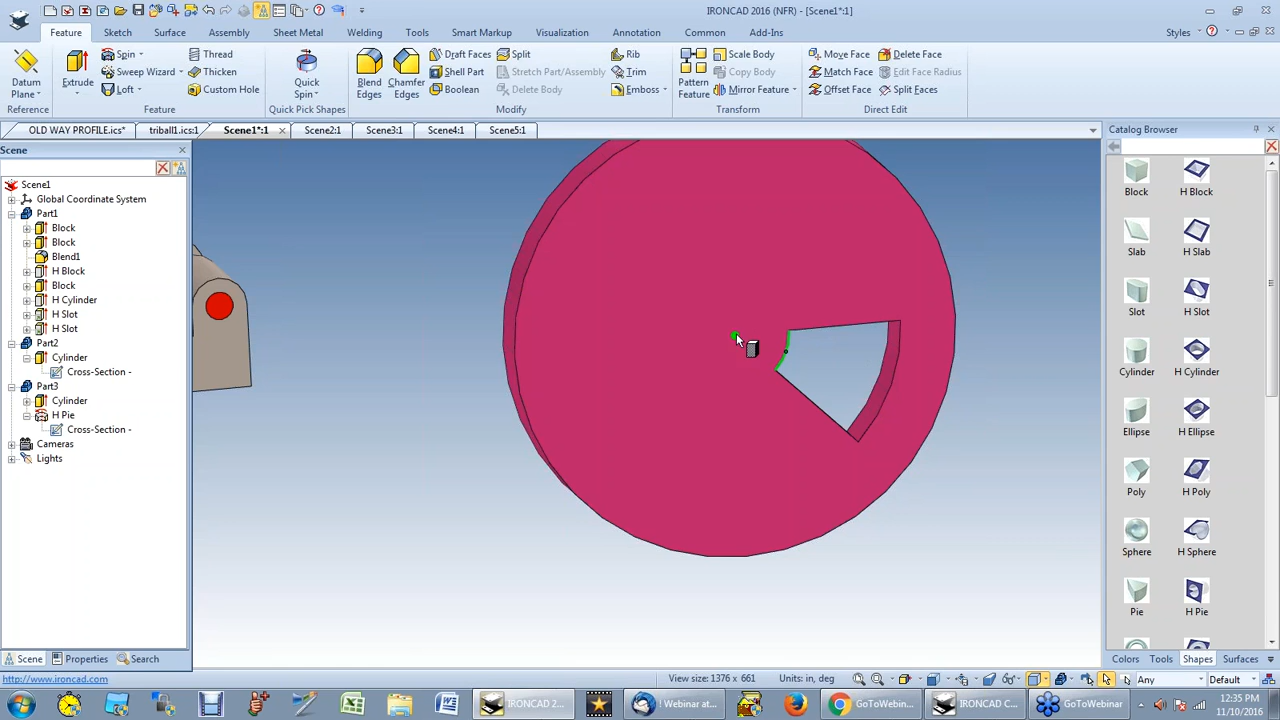 IRONCAD 2016 (NFR) - [Scene1*:1]
Feature Sketch Surface Assembly Sheet Metal Welding Tools Smart Markup Visualization Annotation Common Add-Ins Styles
Datum Plane
Extrude
Spin
Sweep Wizard
Loft
Thread
Thicken
Custom Hole
Quick Spin
Blend Edges
Chamfer Edges
Draft Faces
Shell Part
Boolean
Split
Stretch Part/Assembly
Delete Body
Rib
Trim
Emboss
Pattern Feature
Scale Body
Copy Body
Mirror Feature
Move Face
Match Face
Offset Face
Delete Face
Edit Face Radius
Split Faces
Reference Feature Quick Pick Shapes Modify Transform Direct Edit
OLD WAY PROFILE.ics* triball1.ics:1 Scene1*:1 Scene2:1 Scene3:1 Scene4:1 Scene5:1
Scene
Scene1
Global Coordinate System
Part1
Block
Block
Blend1
H Block
Block
H Cylinder
H Slot
H Slot
Part2
Cylinder
Cross-Section -
Part3
Cylinder
H Pie
Cross-Section -
Cameras
Lights
Scene Properties Search
Catalog Browser
Block H Block
Slab H Slab
Slot H Slot
Cylinder H Cylinder
Ellipse H Ellipse
Poly H Poly
Sphere H Sphere
Pie H Pie
Colors Tools Shapes Surfaces
http://www.ironcad.com View size:1376 x 661 Units: in, deg Any Default
IRONCAD 2... ! Webinar at... GoToWebin... IRONCAD C... GoToWebin...
12:35 PM
11/10/2016